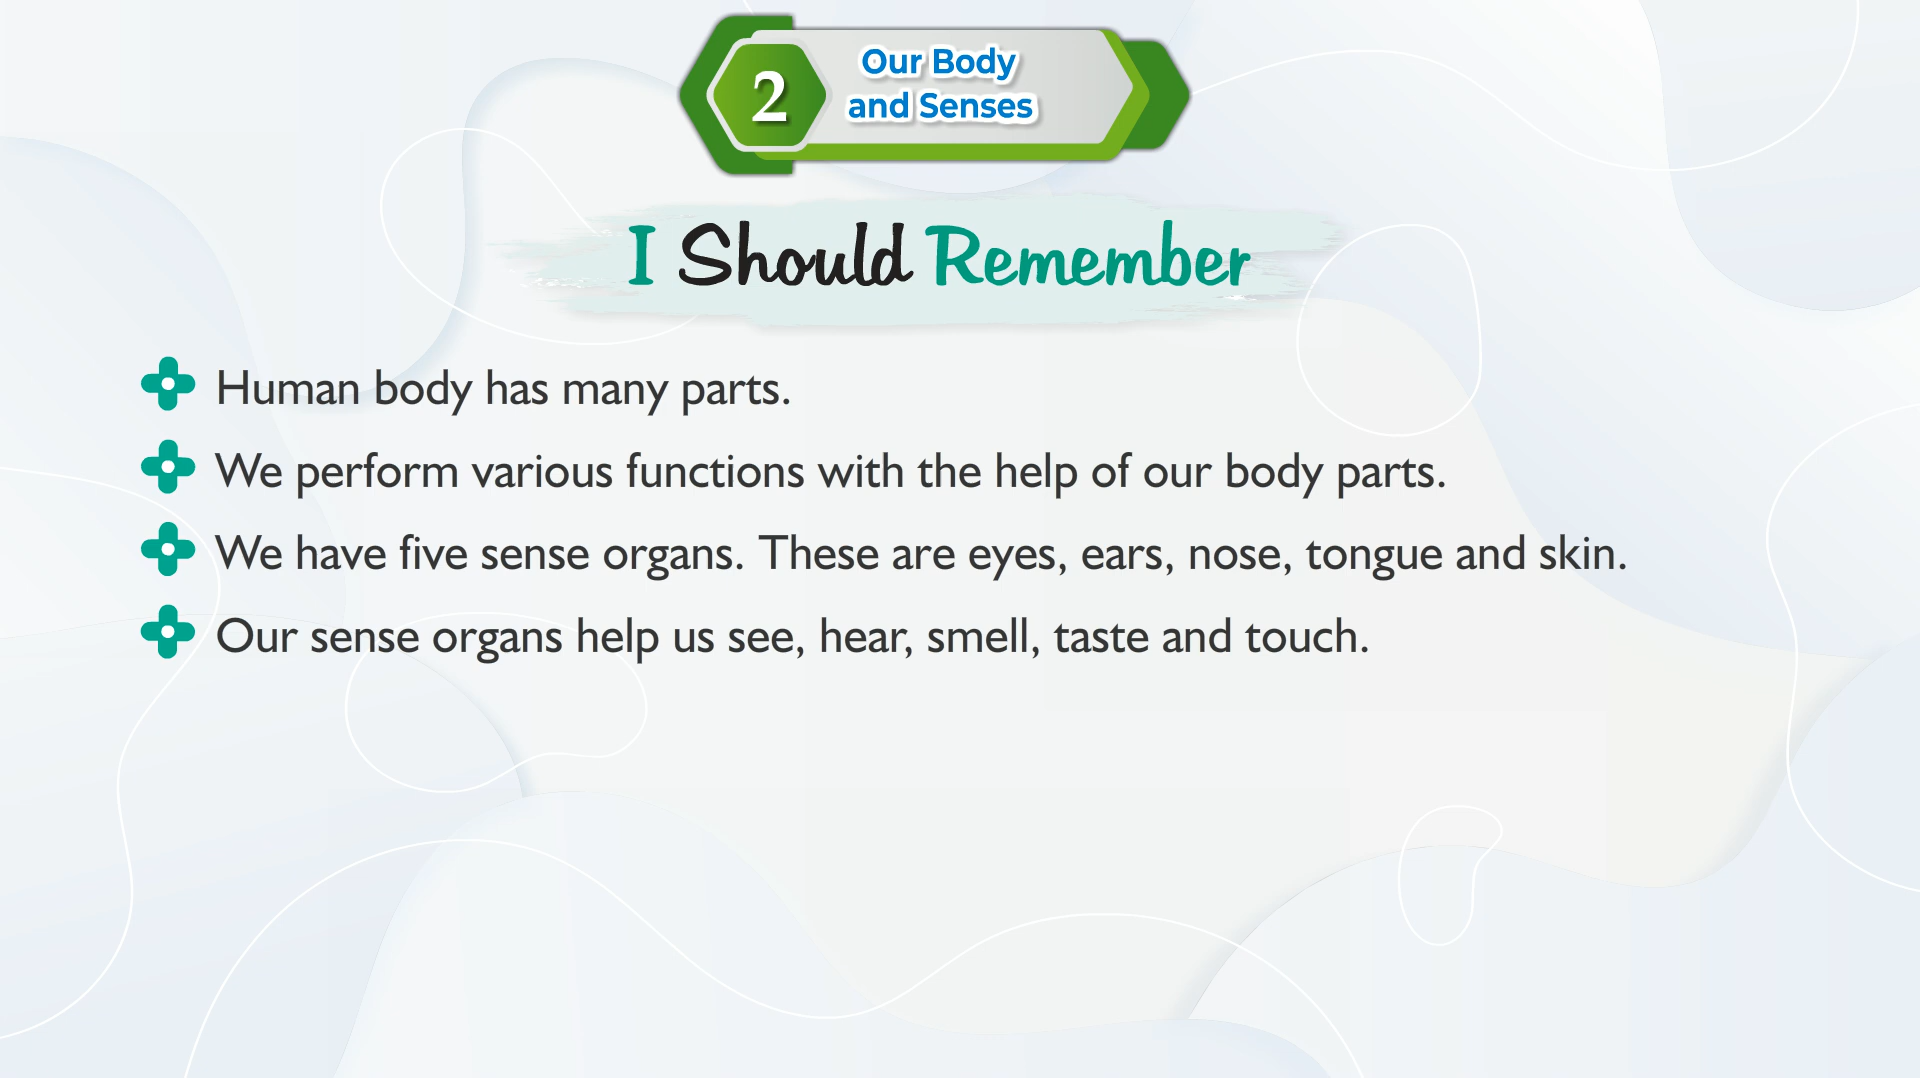 2
Our Body
and Senses
I Should Remember
Human body has many parts.
We perform various functions with the help of our body parts.
We have five sense organs. These are eyes, ears, nose, tongue and skin.
Our sense organs help us see, hear, smell, taste and touch.